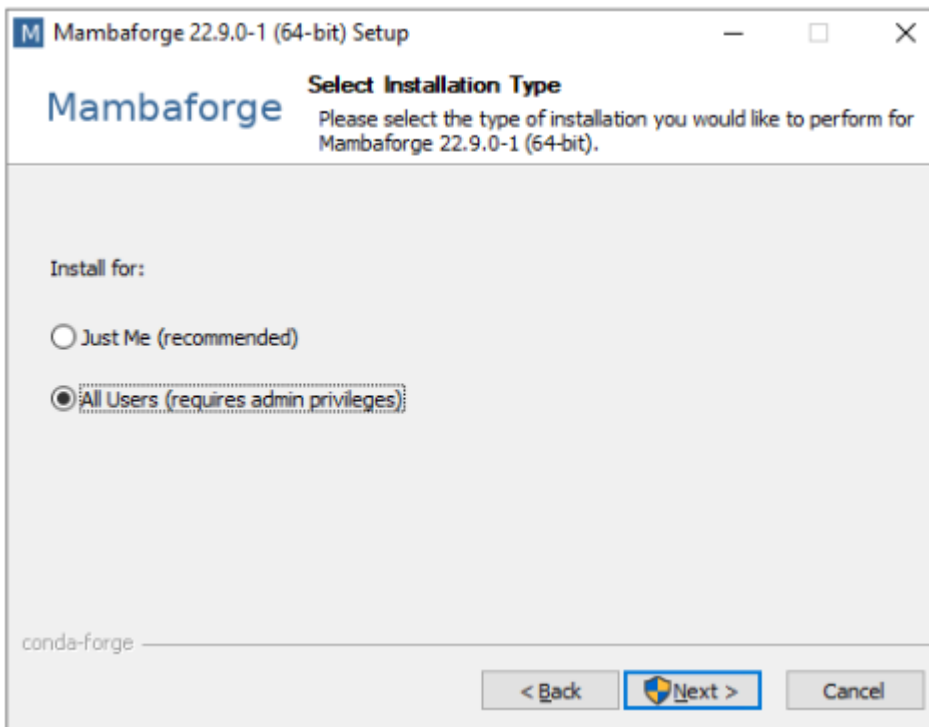 M Mambaforge 22.9.0-1 (64-bit) Setup
Mambaforge
Select Installation Type
Please select the type of installation you would like to perform for
Mambaforge 22.9.0-1 (64-bit).
Install for:
Just Me (recommended)
All Users (requires admin privileges)
conda-forge
< Back
Next >
Cancel